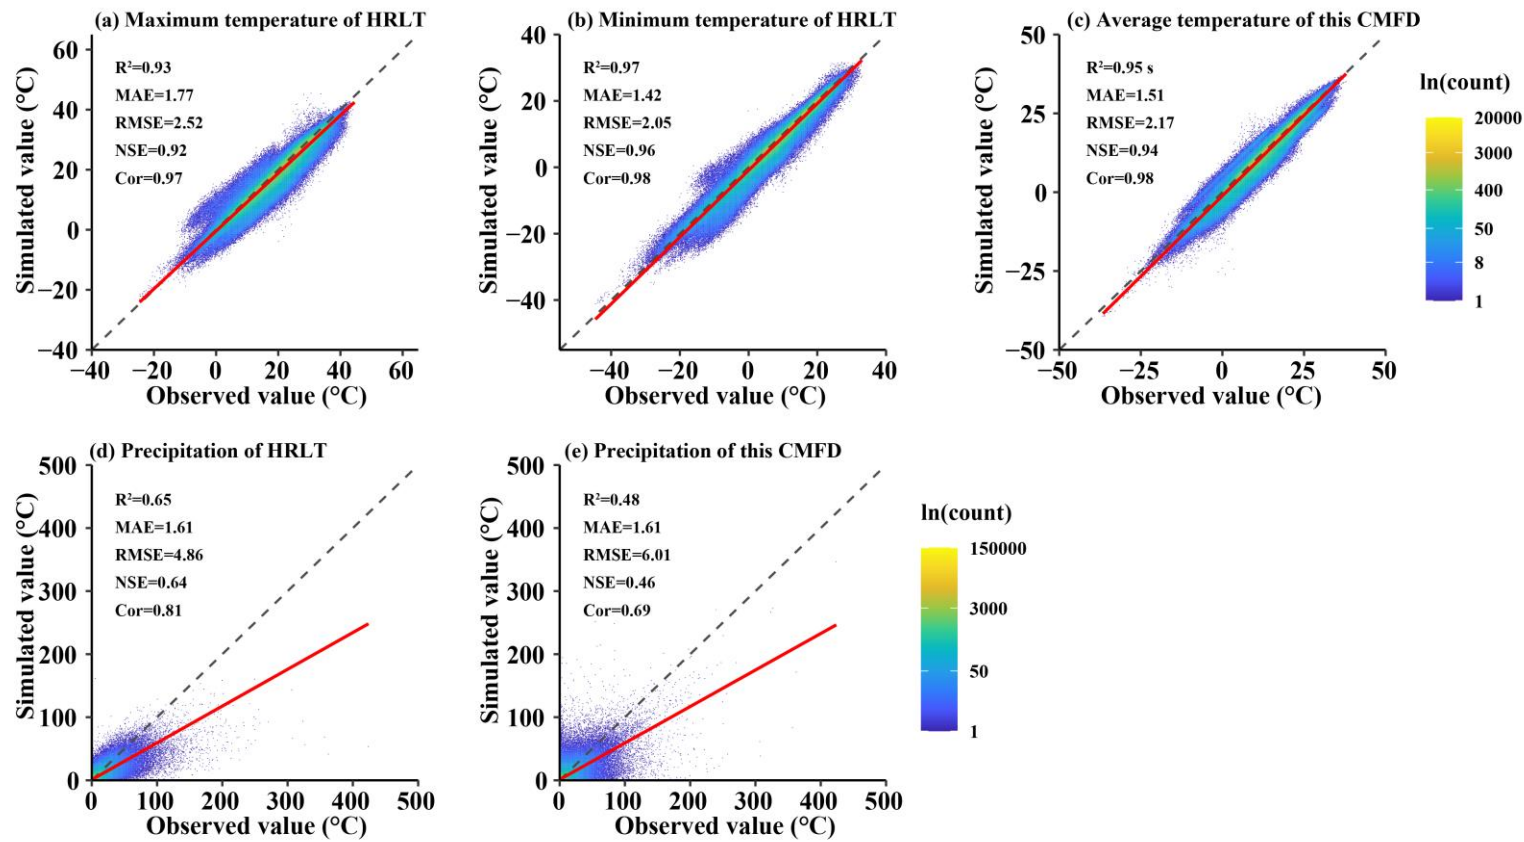 (a) Maximum temperature of HRLT
60
40
20
0
−20
−40
Simulated value (°C)
R²=0.93
MAE=1.77
RMSE=2.52
NSE=0.92
Cor=0.97
−40 −20 0 20 40 60
Observed value (°C)
(b) Minimum temperature of HRLT
40
20
0
−20
−40
Simulated value (°C)
R²=0.97
MAE=1.42
RMSE=2.05
NSE=0.96
Cor=0.98
−40 −20 0 20 40
Observed value (°C)
(c) Average temperature of this CMFD
50
25
0
−25
−50
Simulated value (°C)
R²=0.95 s
MAE=1.51
RMSE=2.17
NSE=0.94
Cor=0.98
−50 −25 0 25 50
Observed value (°C)
ln(count)
20000
3000
400
50
8
1
(d) Precipitation of HRLT
500
400
300
200
100
0
Simulated value (°C)
R²=0.65
MAE=1.61
RMSE=4.86
NSE=0.64
Cor=0.81
0 100 200 300 400 500
Observed value (°C)
(e) Precipitation of this CMFD
500
400
300
200
100
0
Simulated value (°C)
R²=0.48
MAE=1.61
RMSE=6.01
NSE=0.46
Cor=0.69
0 100 200 300 400 500
Observed value (°C)
ln(count)
150000
3000
50
1